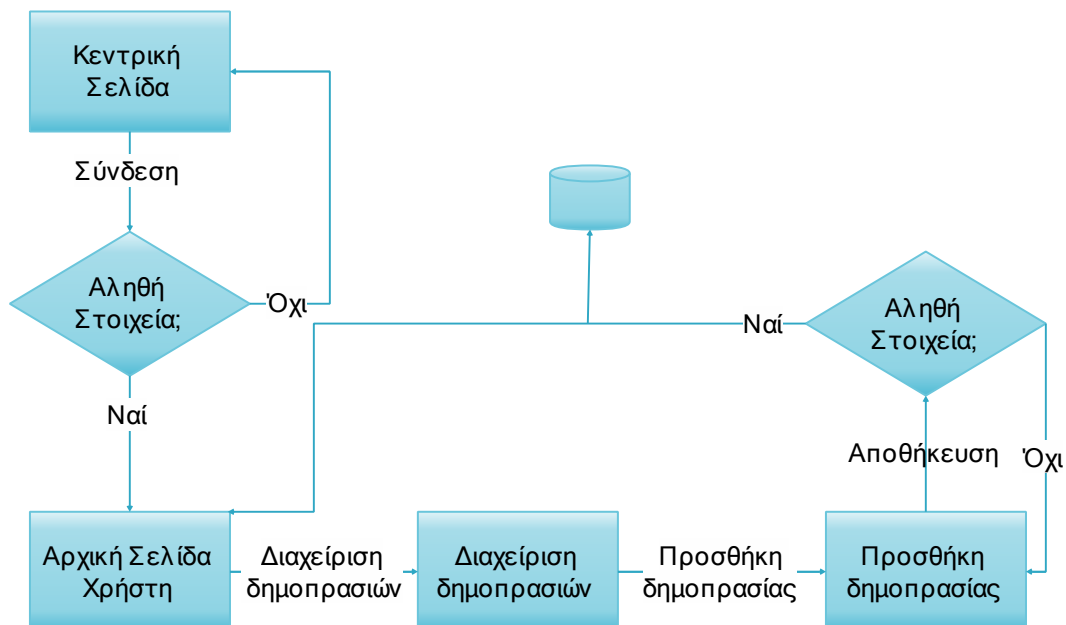 Κεντρική
Σελίδα
Σύνδεση
Αληθή
Στοιχεία;
Όχι
Ναί
Αληθή
Στοιχεία;
Ναί
Αποθήκευση
Όχι
Αρχική Σελίδα
Χρήστη
Διαχείριση
δημοπρασιών
Διαχείριση
δημοπρασιών
Προσθήκη
δημοπρασίας
Προσθήκη
δημοπρασίας